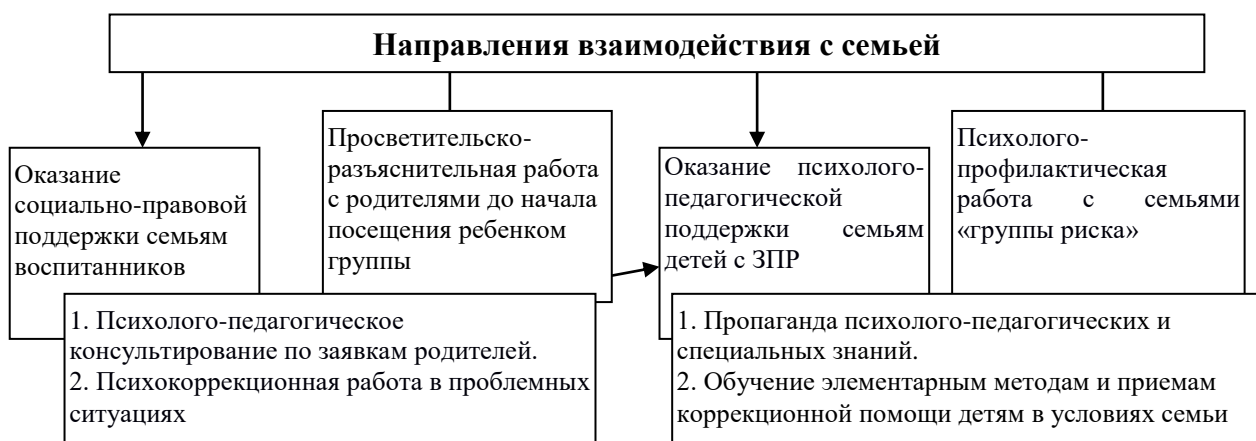 Направления взаимодействия с семьей
Оказание
социально-правовой
поддержки семьям
воспитанников
Просветительско-
разъяснительная работа
с родителями до начала
посещения ребенком
группы
Оказание психолого-
педагогической
поддержки семьям
детей с ЗПР
Психолого-
профилактическая
работа с семьями
«группы риска»
1. Психолого-педагогическое
консультирование по заявкам родителей.
2. Психокоррекционная работа в проблемных
ситуациях
1. Пропаганда психолого-педагогических и
специальных знаний.
2. Обучение элементарным методам и приемам
коррекционной помощи детям в условиях семьи